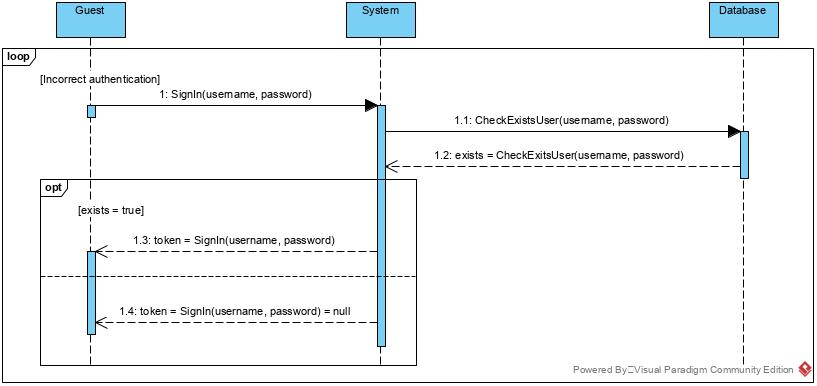 Guest
System
Database
loop
[Incorrect authentication]
1: SignIn(username, password)
1.1: CheckExistsUser(username, password)
1.2: exists = CheckExitsUser(username, password)
opt
[exists = true]
1.3: token = SignIn(username, password)
1.4: token = SignIn(username, password) = null
Powered By Visual Paradigm Community Edition